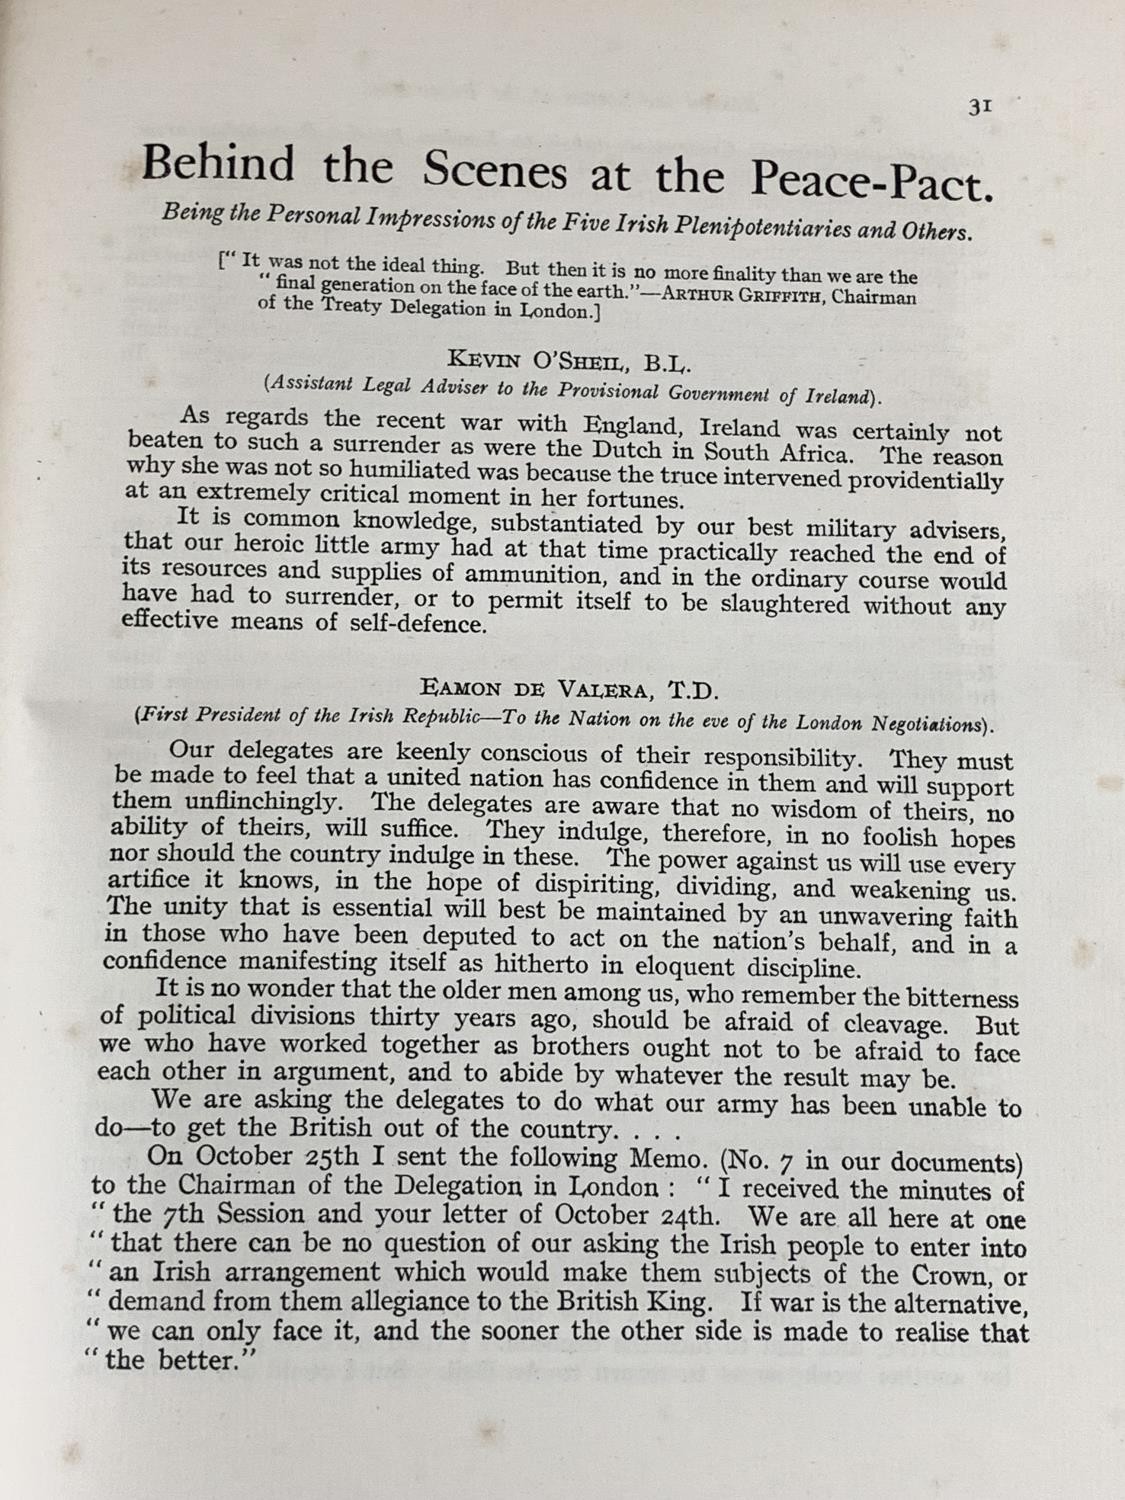 31
Behind the Scenes at the Peace-Pact.
Being the Personal Impressions of the Five Irish Plenipotentiaries and Others.
[“ It was not the ideal thing. But then it is no more finality than we are the
“ final generation on the face of the earth.”—ARTHUR GRIFFITH, Chairman
of the Treaty Delegation in London.]
KEVIN O'SHEIL, B.L.
(Assistant Legal Adviser to the Provisional Government of Ireland).
As regards the recent war with England, Ireland was certainly not
beaten to such a surrender as were the Dutch in South Africa. The reason
why she was not so humiliated was because the truce intervened providentially
at an extremely critical moment in her fortunes.
It is common knowledge, substantiated by our best military advisers,
that our heroic little army had at that time practically reached the end of
its resources and supplies of ammunition, and in the ordinary course would
have had to surrender, or to permit itself to be slaughtered without any
effective means of self-defence.
EAMON DE VALERA, T.D.
(First President of the Irish Republic—To the Nation on the eve of the London Negotiations).
Our delegates are keenly conscious of their responsibility. They must
be made to feel that a united nation has confidence in them and will support
them unflinchingly. The delegates are aware that no wisdom of theirs, no
ability of theirs, will suffice. They indulge, therefore, in no foolish hopes
nor should the country indulge in these. The power against us will use every
artifice it knows, in the hope of dispiriting, dividing, and weakening us.
The unity that is essential will best be maintained by an unwavering faith
in those who have been deputed to act on the nation's behalf, and in a
confidence manifesting itself as hitherto in eloquent discipline.
It is no wonder that the older men among us, who remember the bitterness
of political divisions thirty years ago, should be afraid of cleavage. But
we who have worked together as brothers ought not to be afraid to face
each other in argument, and to abide by whatever the result may be.
We are asking the delegates to do what our army has been unable to
do—to get the British out of the country. . . .
On October 25th I sent the following Memo. (No. 7 in our documents)
to the Chairman of the Delegation in London : “ I received the minutes of
“ the 7th Session and your letter of October 24th. We are all here at one
“ that there can be no question of our asking the Irish people to enter into
“ an Irish arrangement which would make them subjects of the Crown, or
“ demand from them allegiance to the British King. If war is the alternative,
“ we can only face it, and the sooner the other side is made to realise that
“ the better.”